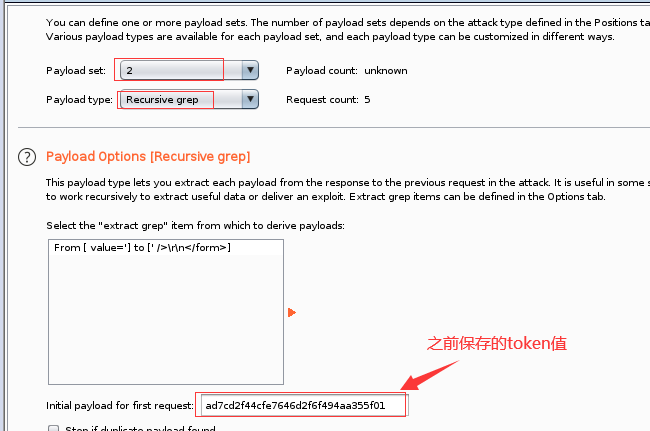 You can define one or more payload sets. The number of payload sets depends on the attack type defined in the Positions ta
Various payload types are available for each payload set, and each payload type can be customized in different ways.
Payload set: 2 Payload count: unknown
Payload type: Recursive grep Request count: 5
? Payload Options [Recursive grep]
This payload type lets you extract each payload from the response to the previous request in the attack. It is useful in some s
to work recursively to extract useful data or deliver an exploit. Extract grep items can be defined in the Options tab.
Select the "extract grep" item from which to derive payloads:
From [ value='] to [' />\r\n</form>]
之前保存的token值
Initial payload for first request: ad7cd2f44cfe7646d2f6f494aa355f01
Stop if duplicate payload found